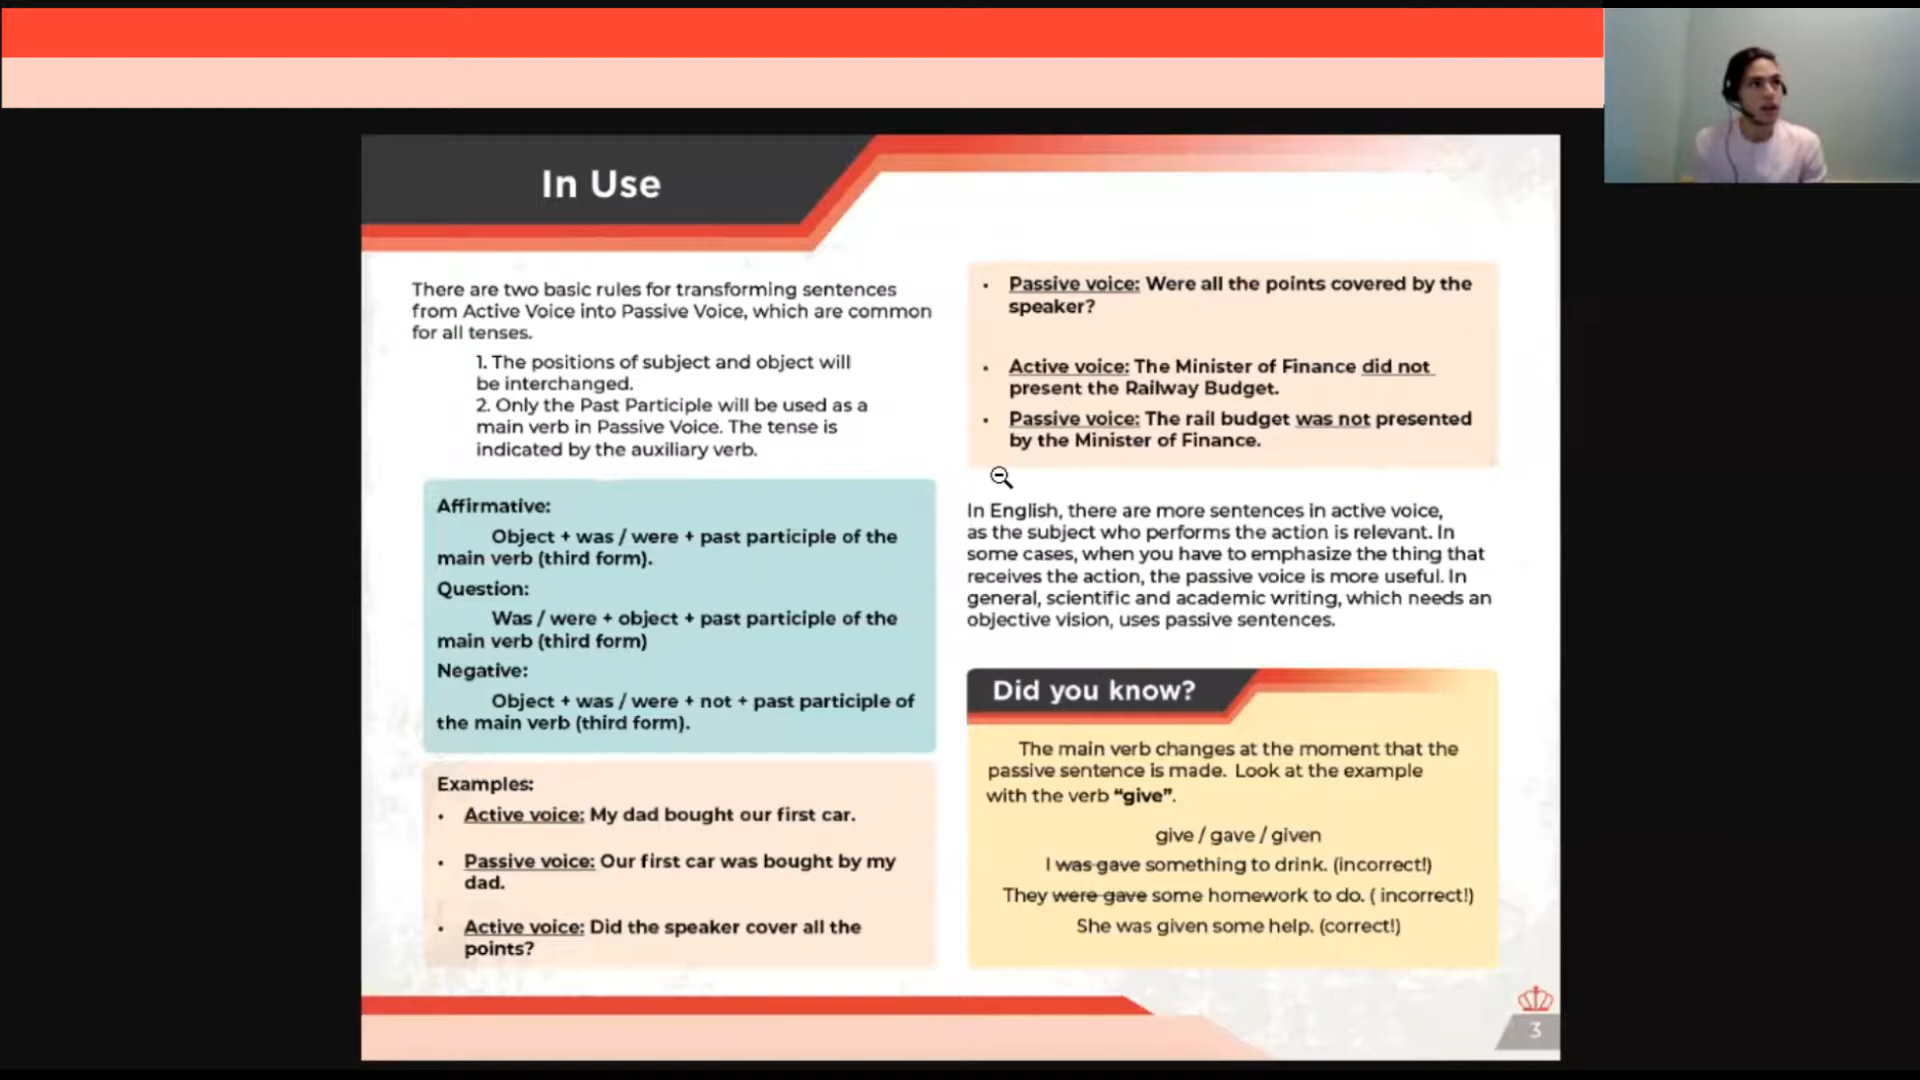 In Use
There are two basic rules for transforming sentences
from Active Voice into Passive Voice, which are common
for all tenses.
1. The positions of subject and object will
be interchanged.
2. Only the Past Participle will be used as a
main verb in Passive Voice. The tense is
indicated by the auxiliary verb.
Affirmative:
Object + was / were + past participle of the
main verb (third form).
Question:
Was / were + object + past participle of the
main verb (third form)
Negative:
Object + was / were + not + past participle of
the main verb (third form).
Examples:
• Active voice: My dad bought our first car.
• Passive voice: Our first car was bought by my
dad.
• Active voice: Did the speaker cover all the
points?
• Passive voice: Were all the points covered by the
speaker?
• Active voice: The Minister of Finance did not
present the Railway Budget.
• Passive voice: The rail budget was not presented
by the Minister of Finance.
In English, there are more sentences in active voice,
as the subject who performs the action is relevant. In
some cases, when you have to emphasize the thing that
receives the action, the passive voice is more useful. In
general, scientific and academic writing, which needs an
objective vision, uses passive sentences.
Did you know?
The main verb changes at the moment that the
passive sentence is made. Look at the example
with the verb “give”.
give / gave / given
I was gave something to drink. (incorrect!)
They were gave some homework to do. ( incorrect!)
She was given some help. (correct!)
3